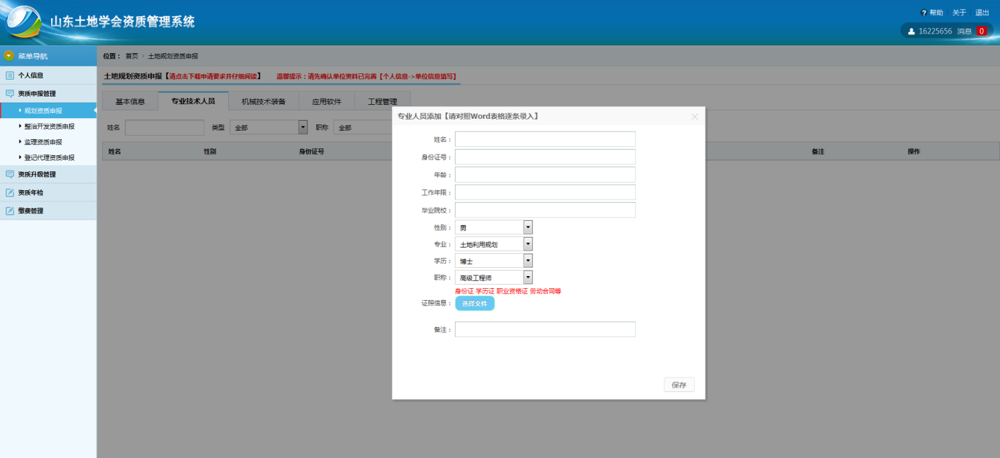 山东土地学会资质管理系统
帮助 关于 退出
16225656 消息 0
菜单导航
位置： 首页 › 土地规划资质申报
个人信息
资质申报管理
规划资质申报
整治开发资质申报
监理资质申报
登记代理资质申报
资质升级管理
资质年检
缴费管理
土地规划资质申报【请点击下载申请要求并仔细阅读】 温馨提示：请先确认单位资料已完善【个人信息->单位信息填写】
基本信息 专业技术人员 机械技术装备 应用软件 工程管理
姓名 类型 全部 职称 全部
姓名 性别 身份证号 备注 操作
专业人员添加【请对照Word表格逐条录入】
姓名：
身份证号：
年龄：
工作年限：
毕业院校：
性别： 男
专业： 土地利用规划
学历： 博士
职称： 高级工程师
身份证 学历证 职业资格证 劳动合同等
证照信息： 选择文件
备注：
保存